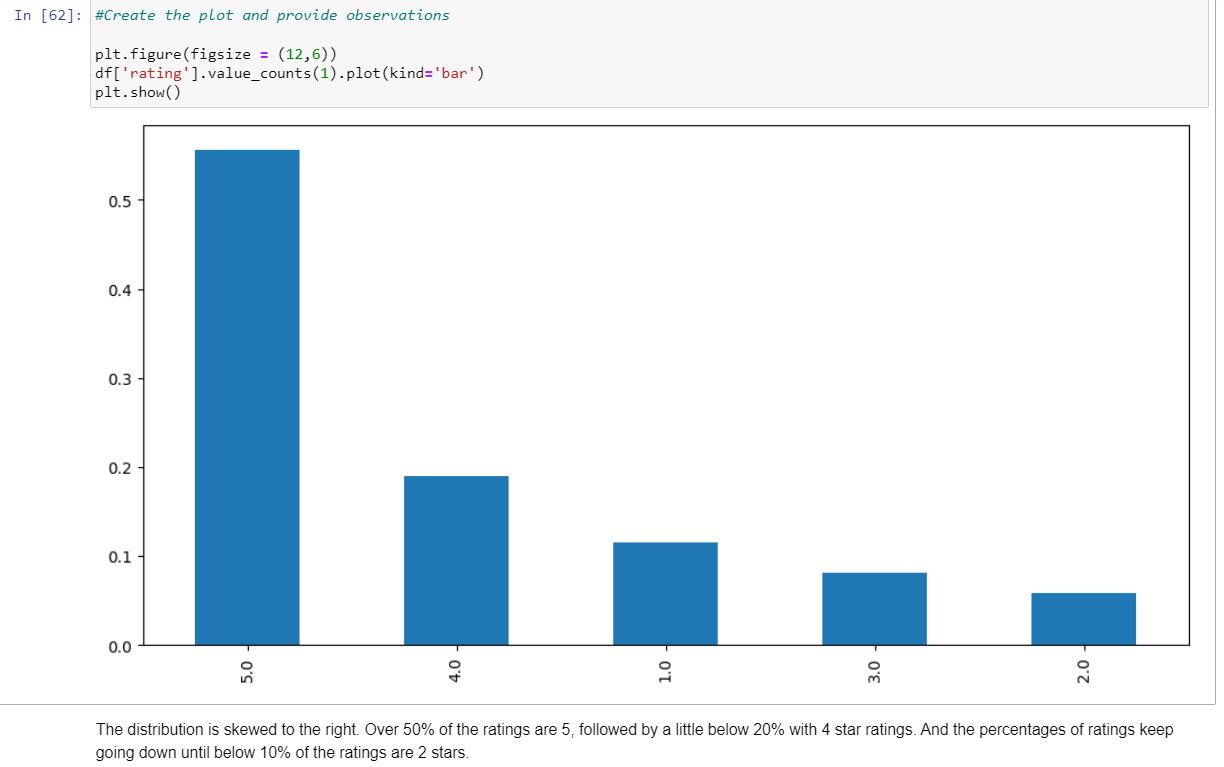 In [62]: #Create the plot and provide observations
plt.figure(figsize = (12,6))
df['rating'].value_counts(1).plot(kind='bar')
plt.show()
0.5
0.4
0.3
0.2
0.1
0.0
5.0 4.0 1.0 3.0 2.0
The distribution is skewed to the right. Over 50% of the ratings are 5, followed by a little below 20% with 4 star ratings. And the percentages of ratings keep
going down until below 10% of the ratings are 2 stars.